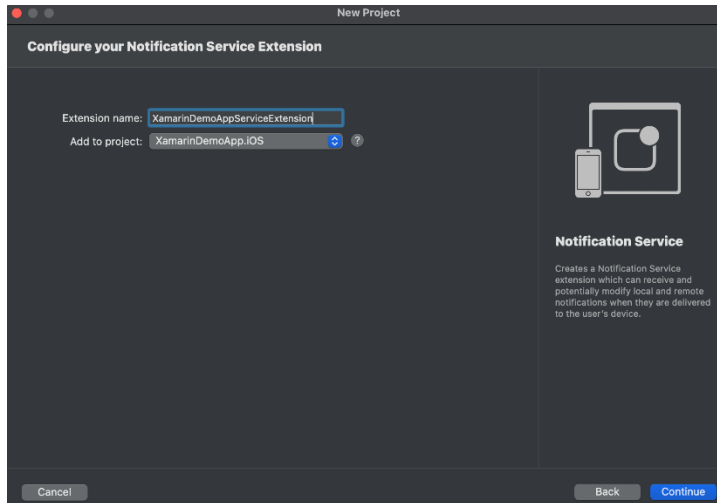 New Project
Configure your Notification Service Extension
Extension name: XamarinDemoAppServiceExtension
Add to project: XamarinDemoApp.iOS ?
Notification Service
Creates a Notification Service
extension which can receive and
potentially modify local and remote
notifications when they are delivered
to the user's device.
Cancel
Back
Continue